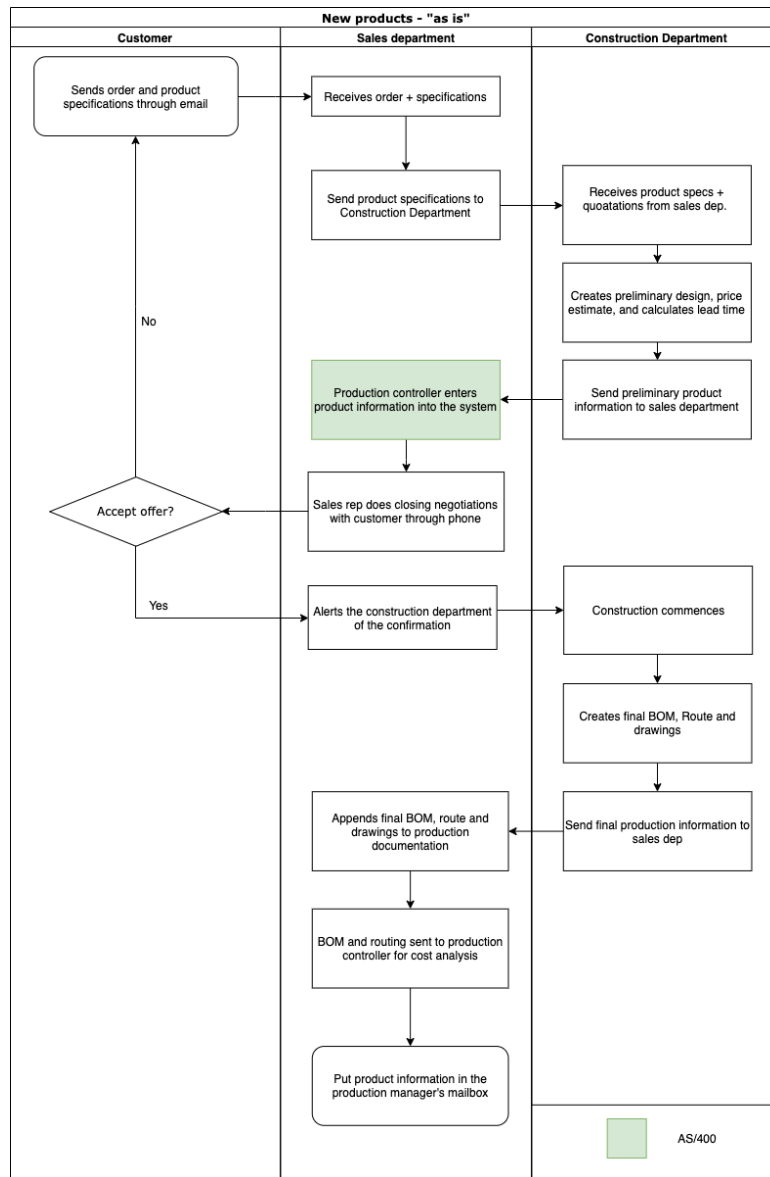 New products - "as is"
Customer
Sales department
Construction Department
Sends order and product
specifications through email
Receives order + specifications
Send product specifications to
Construction Department
Receives product specs +
quoatations from sales dep.
Creates preliminary design, price
estimate, and calculates lead time
Send preliminary product
information to sales department
Production controller enters
product information into the system
Sales rep does closing negotiations
with customer through phone
Accept offer?
No
Yes
Alerts the construction department
of the confirmation
Construction commences
Creates final BOM, Route and
drawings
Send final production information to
sales dep
Appends final BOM, route and
drawings to production
documentation
BOM and routing sent to production
controller for cost analysis
Put product information in the
production manager's mailbox
AS/400